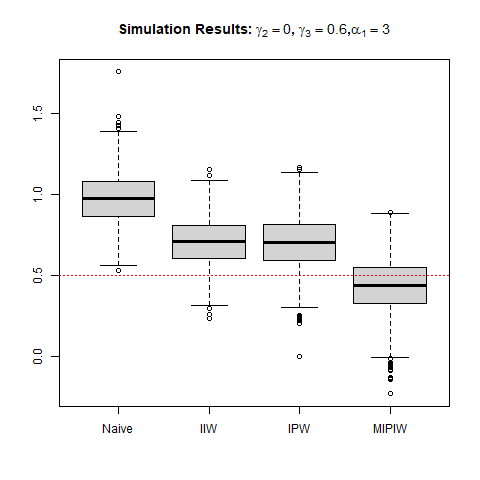 Simulation Results: γ₂ = 0, γ₃ = 0.6,α₁ = 3
1.5
1.0
0.5
0.0
Naive IIW IPW MIPIW